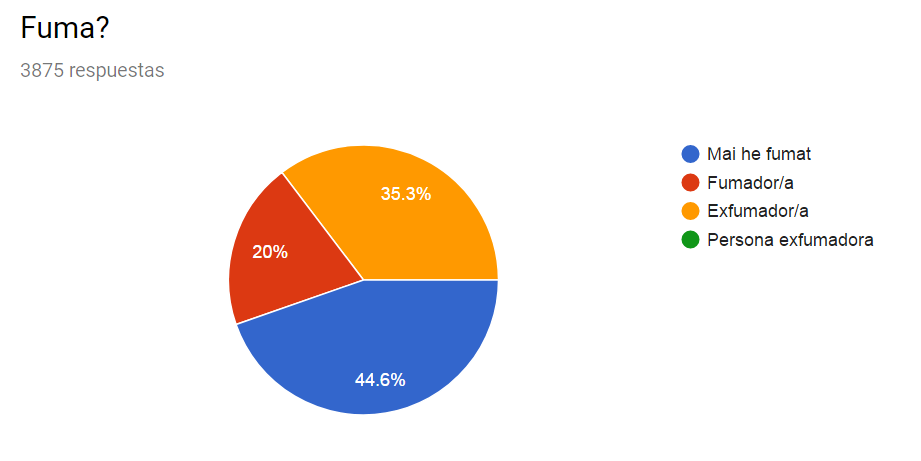 Fuma?
3875 respuestas
Mai he fumat
Fumador/a
Exfumador/a
Persona exfumadora
35.3%
20%
44.6%